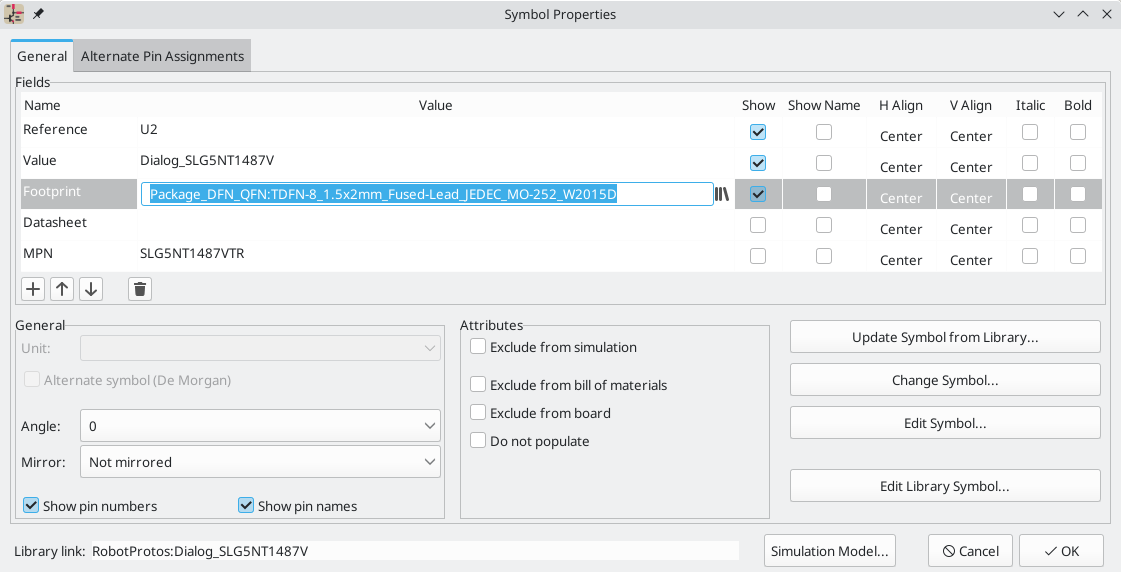 Symbol Properties
General Alternate Pin Assignments
Fields
Name Value Show Show Name H Align V Align Italic Bold
Reference U2 Center Center
Value Dialog_SLG5NT1487V Center Center
Footprint Package_DFN_QFN:TDFN-8_1.5x2mm_Fused-Lead_JEDEC_MO-252_W2015D Center Center
Datasheet Center Center
MPN SLG5NT1487VTR Center Center
General
Unit:
Alternate symbol (De Morgan)
Angle: 0
Mirror: Not mirrored
Show pin numbers Show pin names
Attributes
Exclude from simulation
Exclude from bill of materials
Exclude from board
Do not populate
Update Symbol from Library...
Change Symbol...
Edit Symbol...
Edit Library Symbol...
Library link: RobotProtos:Dialog_SLG5NT1487V
Simulation Model... Cancel OK